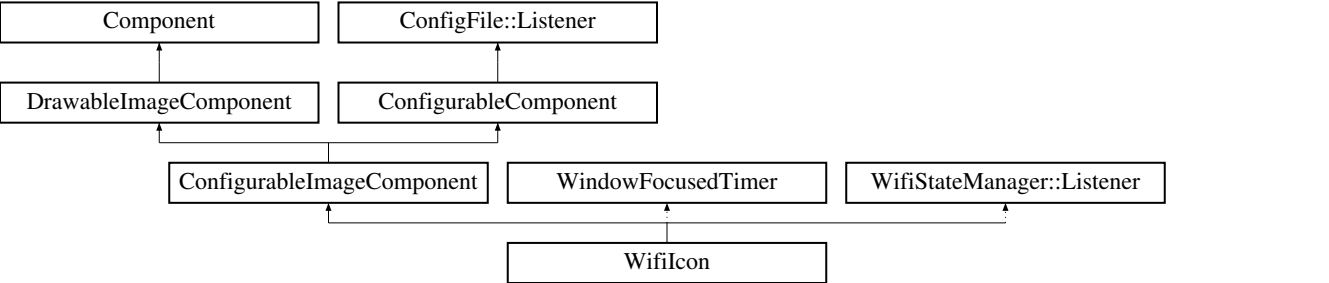 Component
ConfigFile::Listener
DrawableImageComponent
ConfigurableComponent
ConfigurableImageComponent
WindowFocusedTimer
WifiStateManager::Listener
WifiIcon